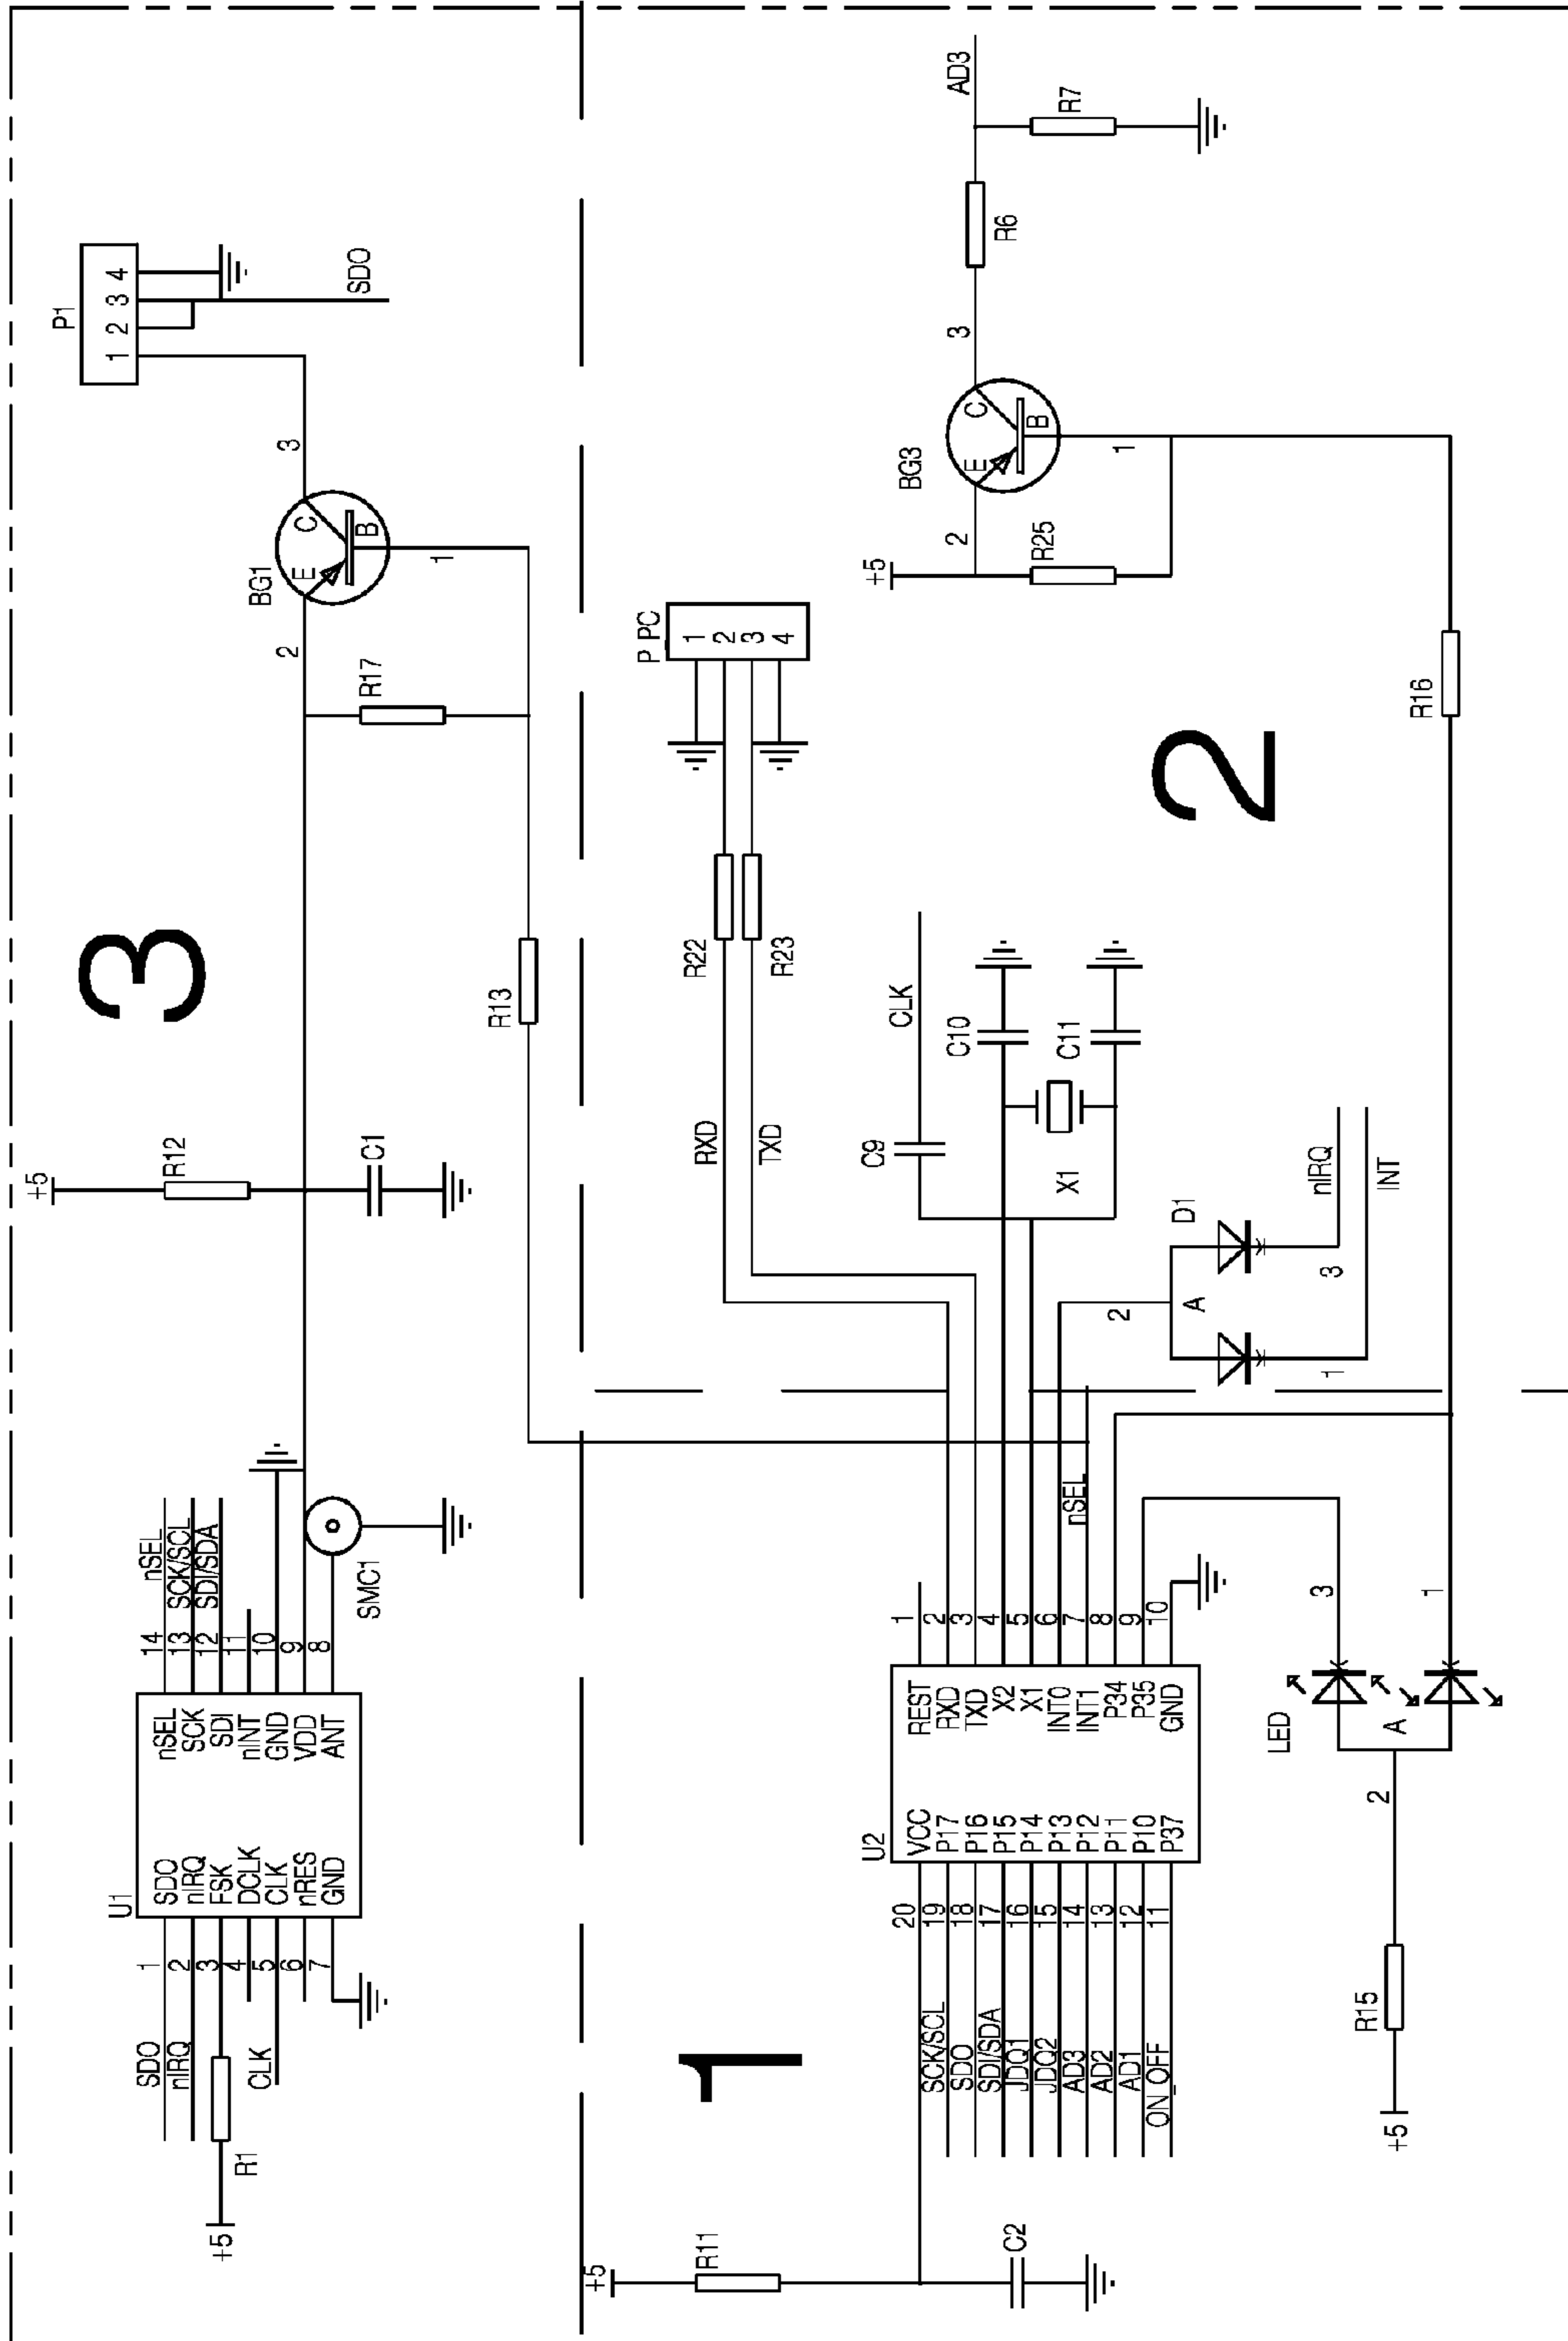 3
+5
R1
SDO
nIRQ
CLK
1
2
3
4
5
6
7
U1
SDO
nIRQ
FSK
DCLK
CLK
nRES
GND
nSEL
SCK
SDI
nINT
GND
VDD
ANT
14
13
12
11
10
9
8
nSEL
SCK/SCL
SDI/SDA
SMC1
+5
R12
C1
R13
R17
BG1
2
E
C
B
1
3
P1
1
2
3
4
SDO
1
+5
R11
C2
SCK/SCL
SDO
SDI/SDA
JDQ1
JDQ2
AD3
AD2
AD1
ON_OFF
20
19
18
17
16
15
14
13
12
11
U2
VCC
P17
P16
P15
P14
P13
P12
P11
P10
P37
REST
RXD
TXD
X2
X1
INT0
INT1
P34
P35
GND
1
2
3
4
5
6
7
8
9
10
nSEL
+5
R15
2
A
LED
3
1
2
RXD
TXD
R22
R23
P_PC
1
2
3
4
C9
CLK
C10
C11
X1
2
A
D1
1
3
nIRQ
INT
R16
+5
R25
BG3
2
E
C
B
1
3
R6
R7
AD3